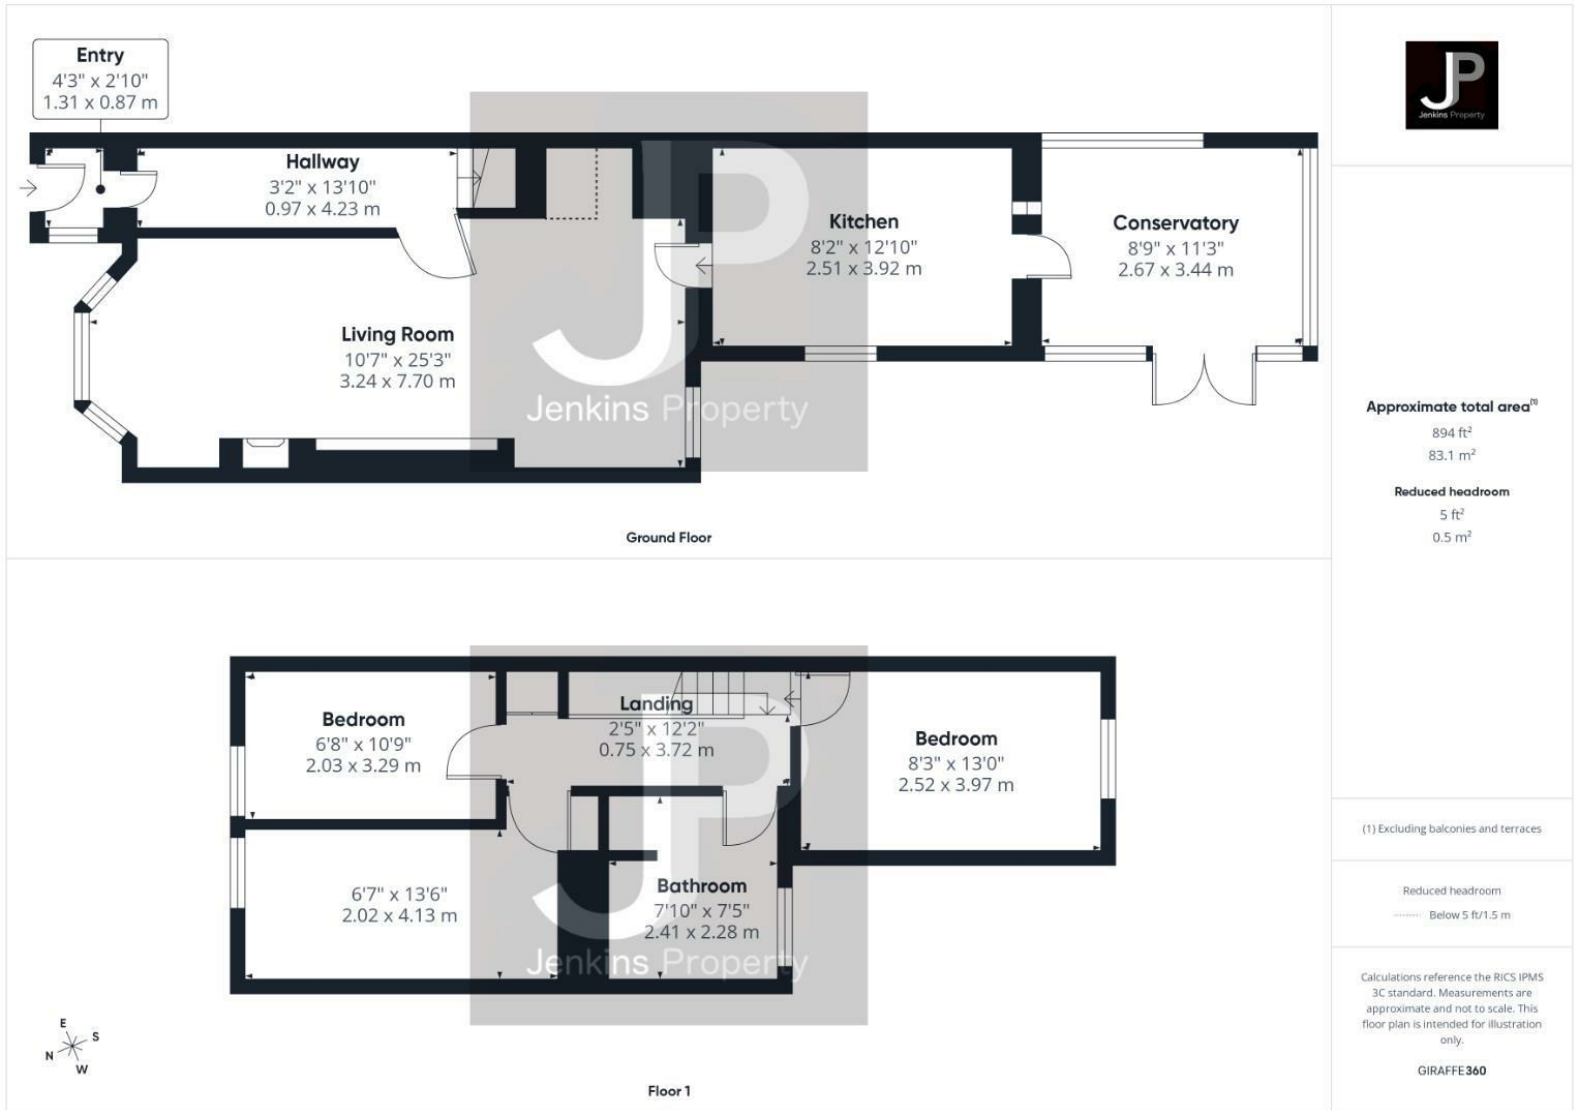 Entry
4'3" x 2'10"
1.31 x 0.87 m
Hallway
3'2" x 13'10"
0.97 x 4.23 m
Kitchen
8'2" x 12'10"
2.51 x 3.92 m
Conservatory
8'9" x 11'3"
2.67 x 3.44 m
Living Room
10'7" x 25'3"
3.24 x 7.70 m
JP
Jenkins Property
Ground Floor
Bedroom
6'8" x 10'9"
2.03 x 3.29 m
Landing
2'5" x 12'2"
0.75 x 3.72 m
Bedroom
8'3" x 13'0"
2.52 x 3.97 m
6'7" x 13'6"
2.02 x 4.13 m
Bathroom
7'10" x 7'5"
2.41 x 2.28 m
JP
Jenkins Property
E
S
N
W
Floor 1
JP
Jenkins Property
Approximate total area(1)
894 ft²
83.1 m²
Reduced headroom
5 ft²
0.5 m²
(1) Excluding balconies and terraces
Reduced headroom
Below 5 ft/1.5 m
Calculations reference the RICS IPMS
3C standard. Measurements are
approximate and not to scale. This
floor plan is intended for illustration
only.
GIRAFFE360